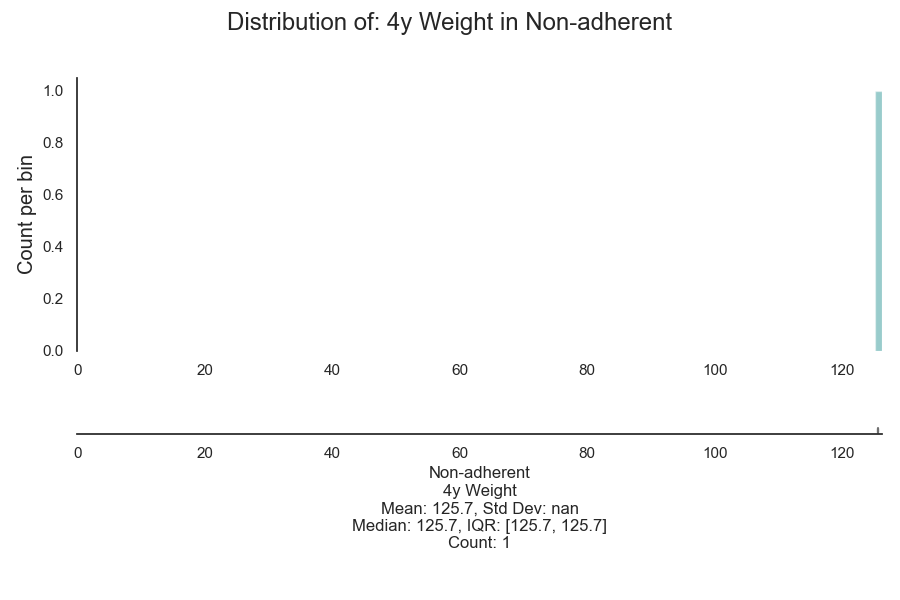 Distribution of: 4y Weight in Non-adherent
Count per bin
1.0
0.8
0.6
0.4
0.2
0.0
0 20 40 60 80 100 120
0 20 40 60 80 100 120
Non-adherent
4y Weight
Mean: 125.7, Std Dev: nan
Median: 125.7, IQR: [125.7, 125.7]
Count: 1